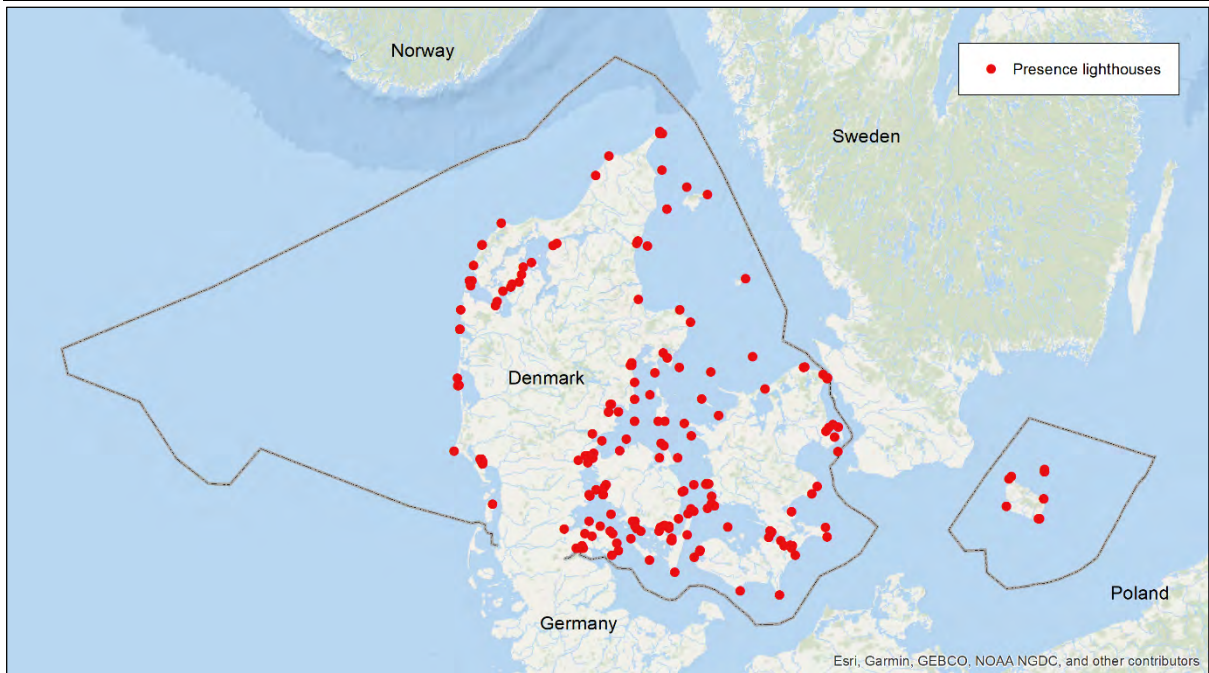 Norway
Presence lighthouses
Sweden
Denmark
Poland
Germany
Esri, Garmin, GEBCO, NOAA NGDC, and other contributors